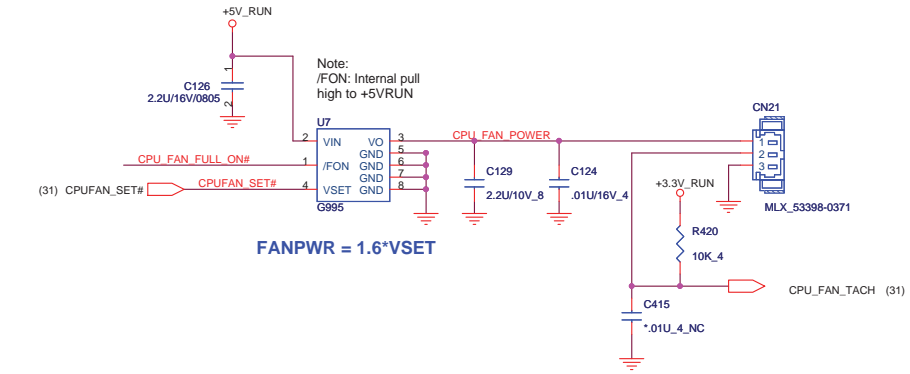 +5V_RUN
Note:
/FON: Internal pull
high to +5VRUN
1
C126
2.2U/16V/0805
2
U7
2 VIN VO 3 CPU_FAN_POWER
GND 5
CPU_FAN_FULL_ON# 1 /FON GND 6
GND 7
(31) CPUFAN_SET# CPUFAN_SET# 4 VSET GND 8
G995
FANPWR = 1.6*VSET
C129
2.2U/10V_8
C124
.01U/16V_4
CN21
1
2
3
MLX_53398-0371
+3.3V_RUN
R420
10K_4
CPU_FAN_TACH (31)
C415
*.01U_4_NC